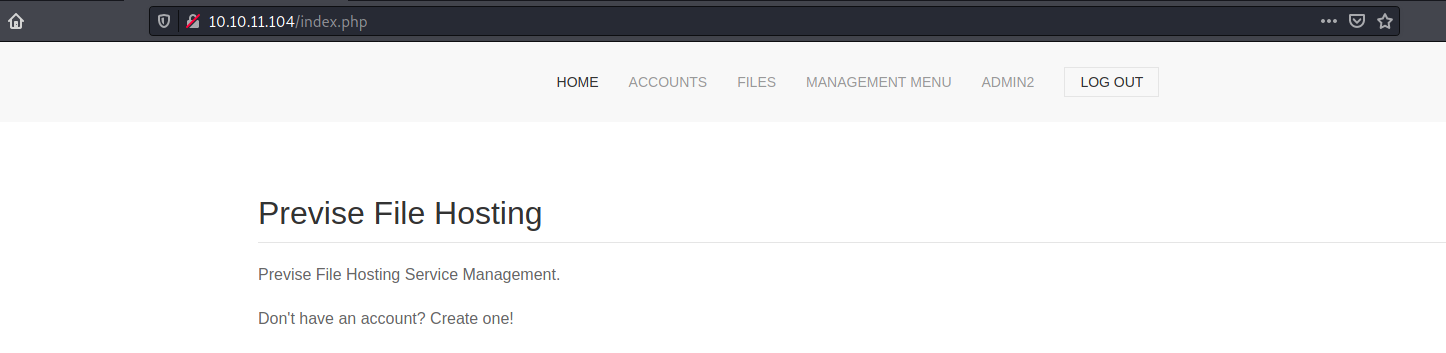 10.10.11.104/index.php
HOME ACCOUNTS FILES MANAGEMENT MENU ADMIN2 LOG OUT
Previse File Hosting
Previse File Hosting Service Management.
Don't have an account? Create one!